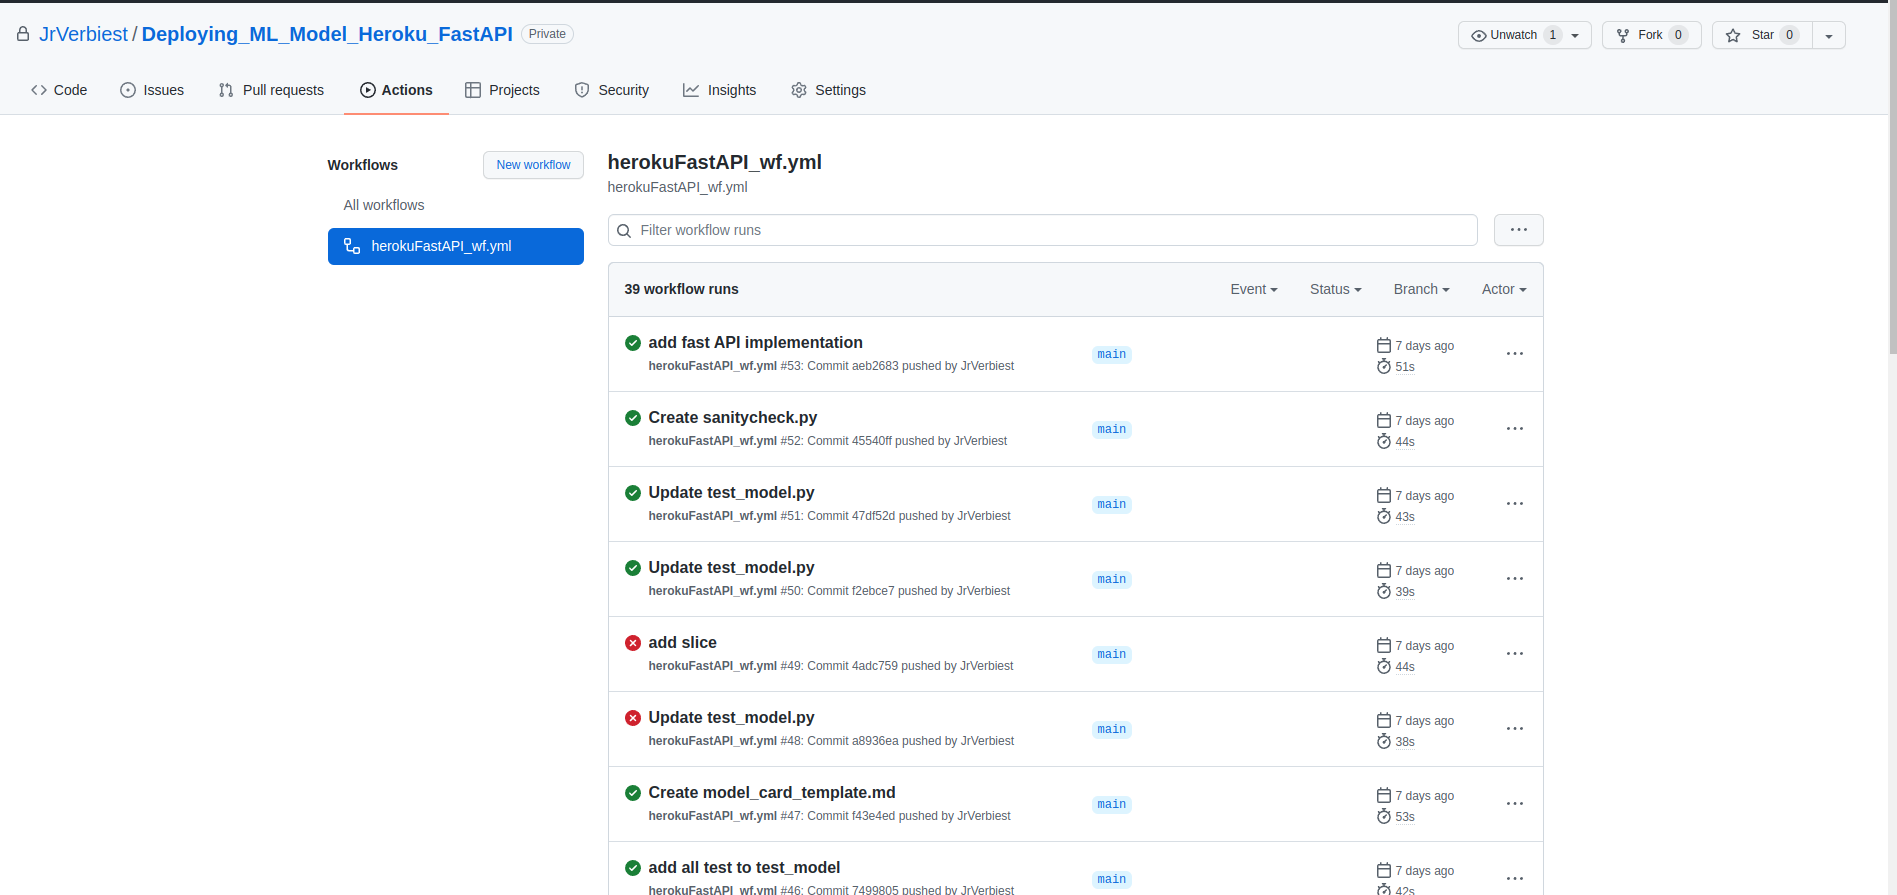 JrVerbiest / Deploying_ML_Model_Heroku_FastAPI Private
Unwatch 1 Fork 0 Star 0
Code Issues Pull requests Actions Projects Security Insights Settings
Workflows New workflow
All workflows
herokuFastAPI_wf.yml
herokuFastAPI_wf.yml
herokuFastAPI_wf.yml
Filter workflow runs
39 workflow runs Event Status Branch Actor
add fast API implementation
herokuFastAPI_wf.yml #53: Commit aeb2683 pushed by JrVerbiest
main
7 days ago
51s
Create sanitycheck.py
herokuFastAPI_wf.yml #52: Commit 45540ff pushed by JrVerbiest
main
7 days ago
44s
Update test_model.py
herokuFastAPI_wf.yml #51: Commit 47df52d pushed by JrVerbiest
main
7 days ago
43s
Update test_model.py
herokuFastAPI_wf.yml #50: Commit f2ebce7 pushed by JrVerbiest
main
7 days ago
39s
add slice
herokuFastAPI_wf.yml #49: Commit 4adc759 pushed by JrVerbiest
main
7 days ago
44s
Update test_model.py
herokuFastAPI_wf.yml #48: Commit a8936ea pushed by JrVerbiest
main
7 days ago
38s
Create model_card_template.md
herokuFastAPI_wf.yml #47: Commit f43e4ed pushed by JrVerbiest
main
7 days ago
53s
add all test to test_model
herokuFastAPI_wf.yml #46: Commit 7499805 pushed by JrVerbiest
main
7 days ago
42s